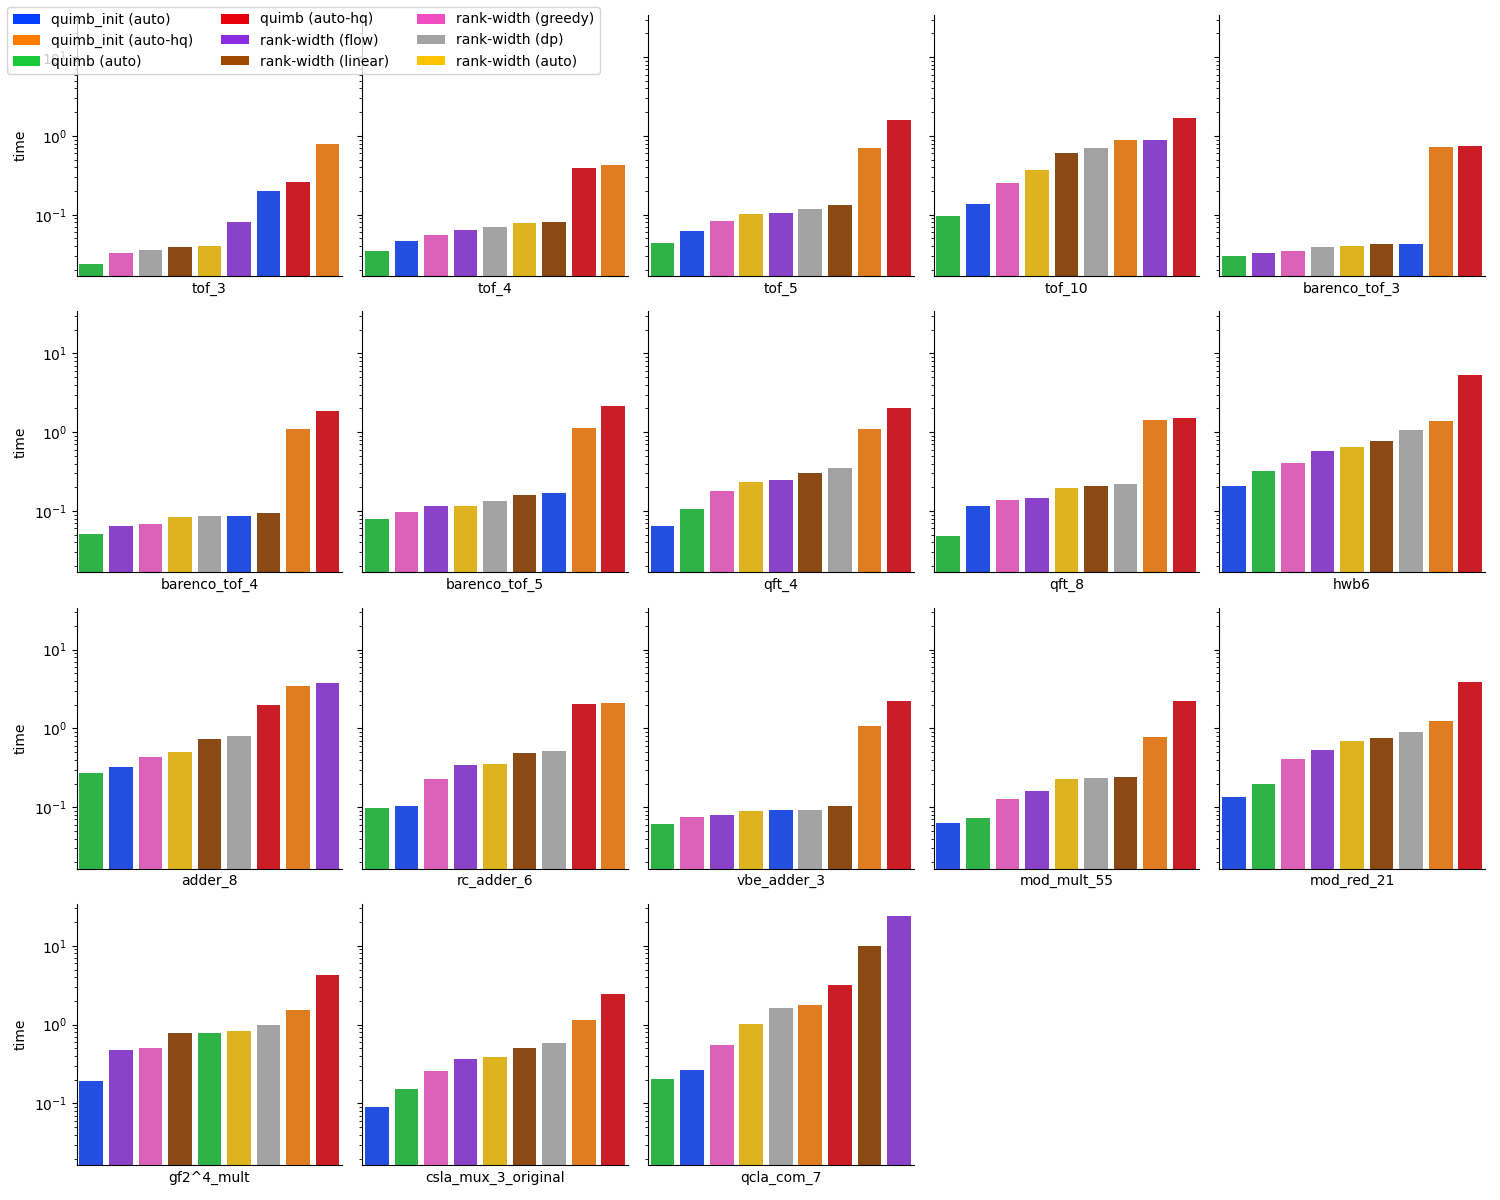 quimb_init (auto)
quimb_init (auto-hq)
quimb (auto)
quimb (auto-hq)
rank-width (flow)
rank-width (linear)
rank-width (greedy)
rank-width (dp)
rank-width (auto)
time
10¹
10⁰
10⁻¹
tof_3
tof_4
tof_5
tof_10
barenco_tof_3
time
10¹
10⁰
10⁻¹
barenco_tof_4
barenco_tof_5
qft_4
qft_8
hwb6
time
10¹
10⁰
10⁻¹
adder_8
rc_adder_6
vbe_adder_3
mod_mult_55
mod_red_21
time
10¹
10⁰
10⁻¹
gf2^4_mult
csla_mux_3_original
qcla_com_7